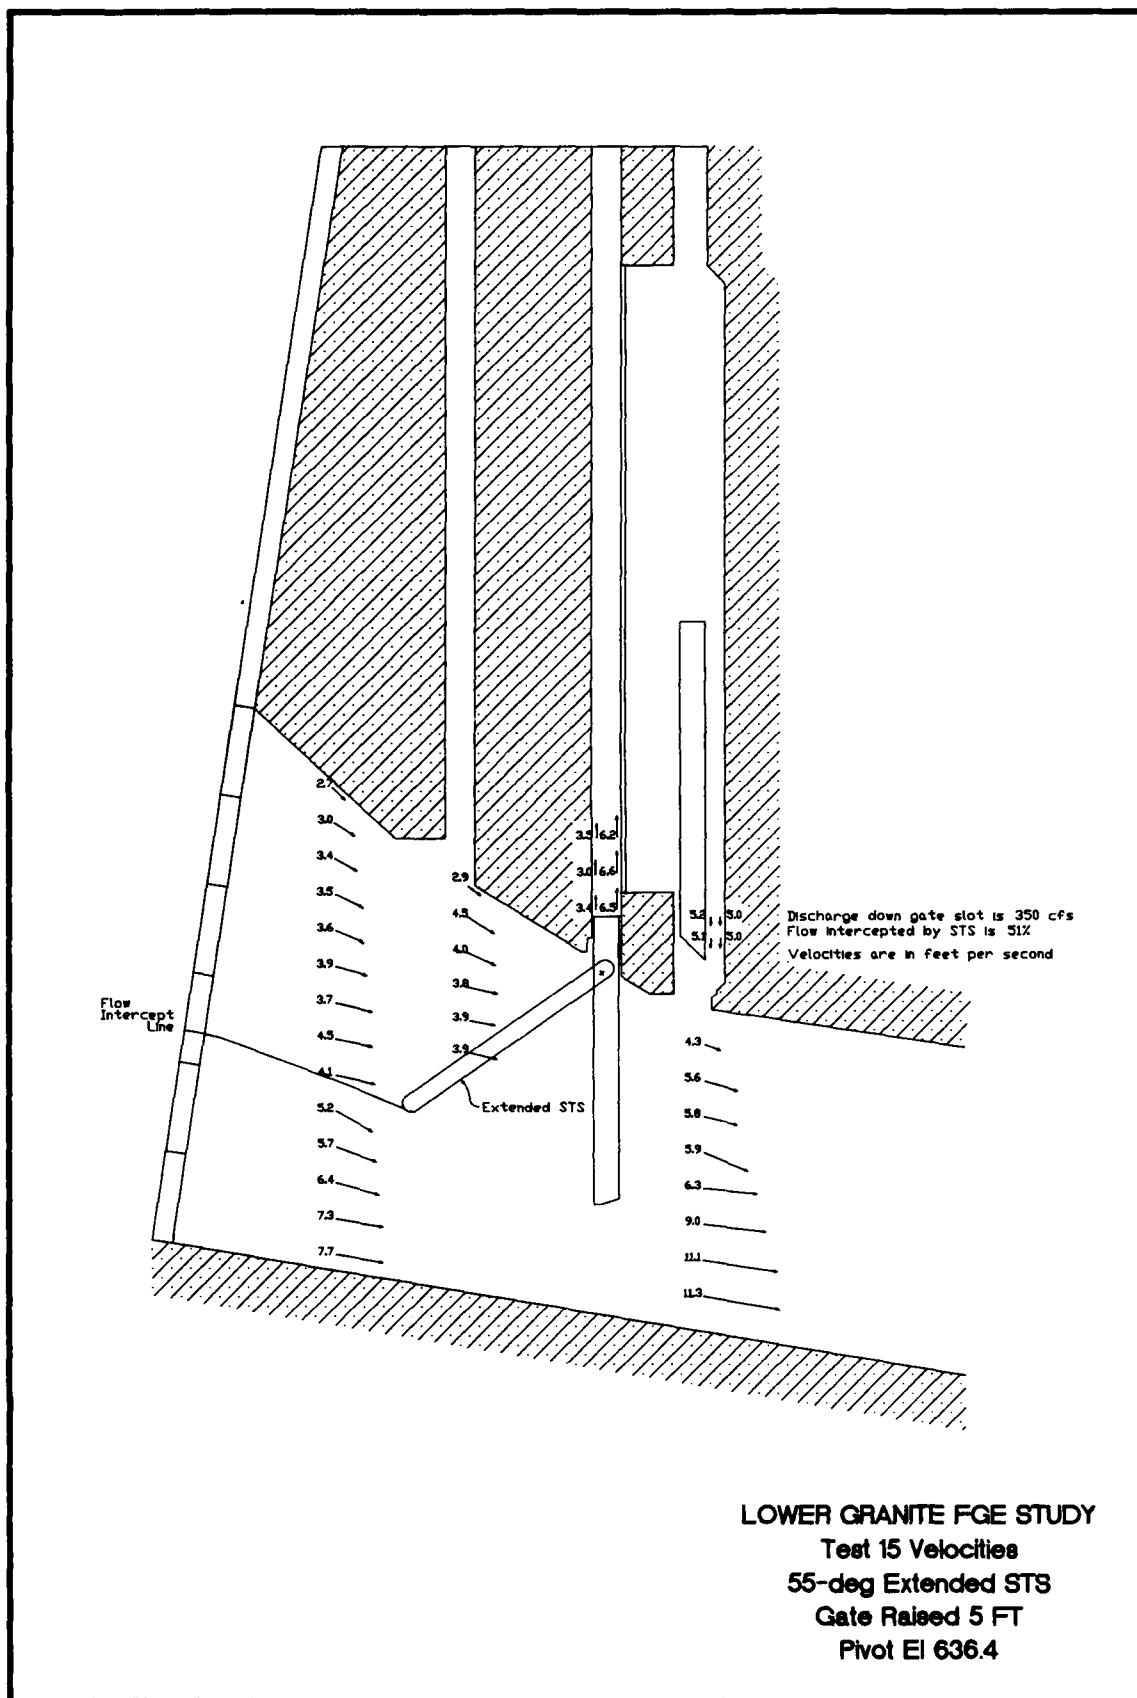 2.7
3.0
3.4
3.5
3.6
3.9
3.7
4.5
4.1
5.2
5.7
6.4
7.3
7.7
2.9
4.5
4.0
3.8
3.9
3.9
3.5 6.2
3.0 6.6
3.4 6.5
5.2 5.0
5.1 5.0
Discharge down gate slot is 350 cfs
Flow intercepted by STS is 51%
Velocities are in feet per second
Flow
Intercept
Line
Extended STS
4.3
5.6
5.8
5.9
6.3
9.0
11.1
11.3
LOWER GRANITE FGE STUDY
Test 15 Velocities
55-deg Extended STS
Gate Raised 5 FT
Pivot El 636.4